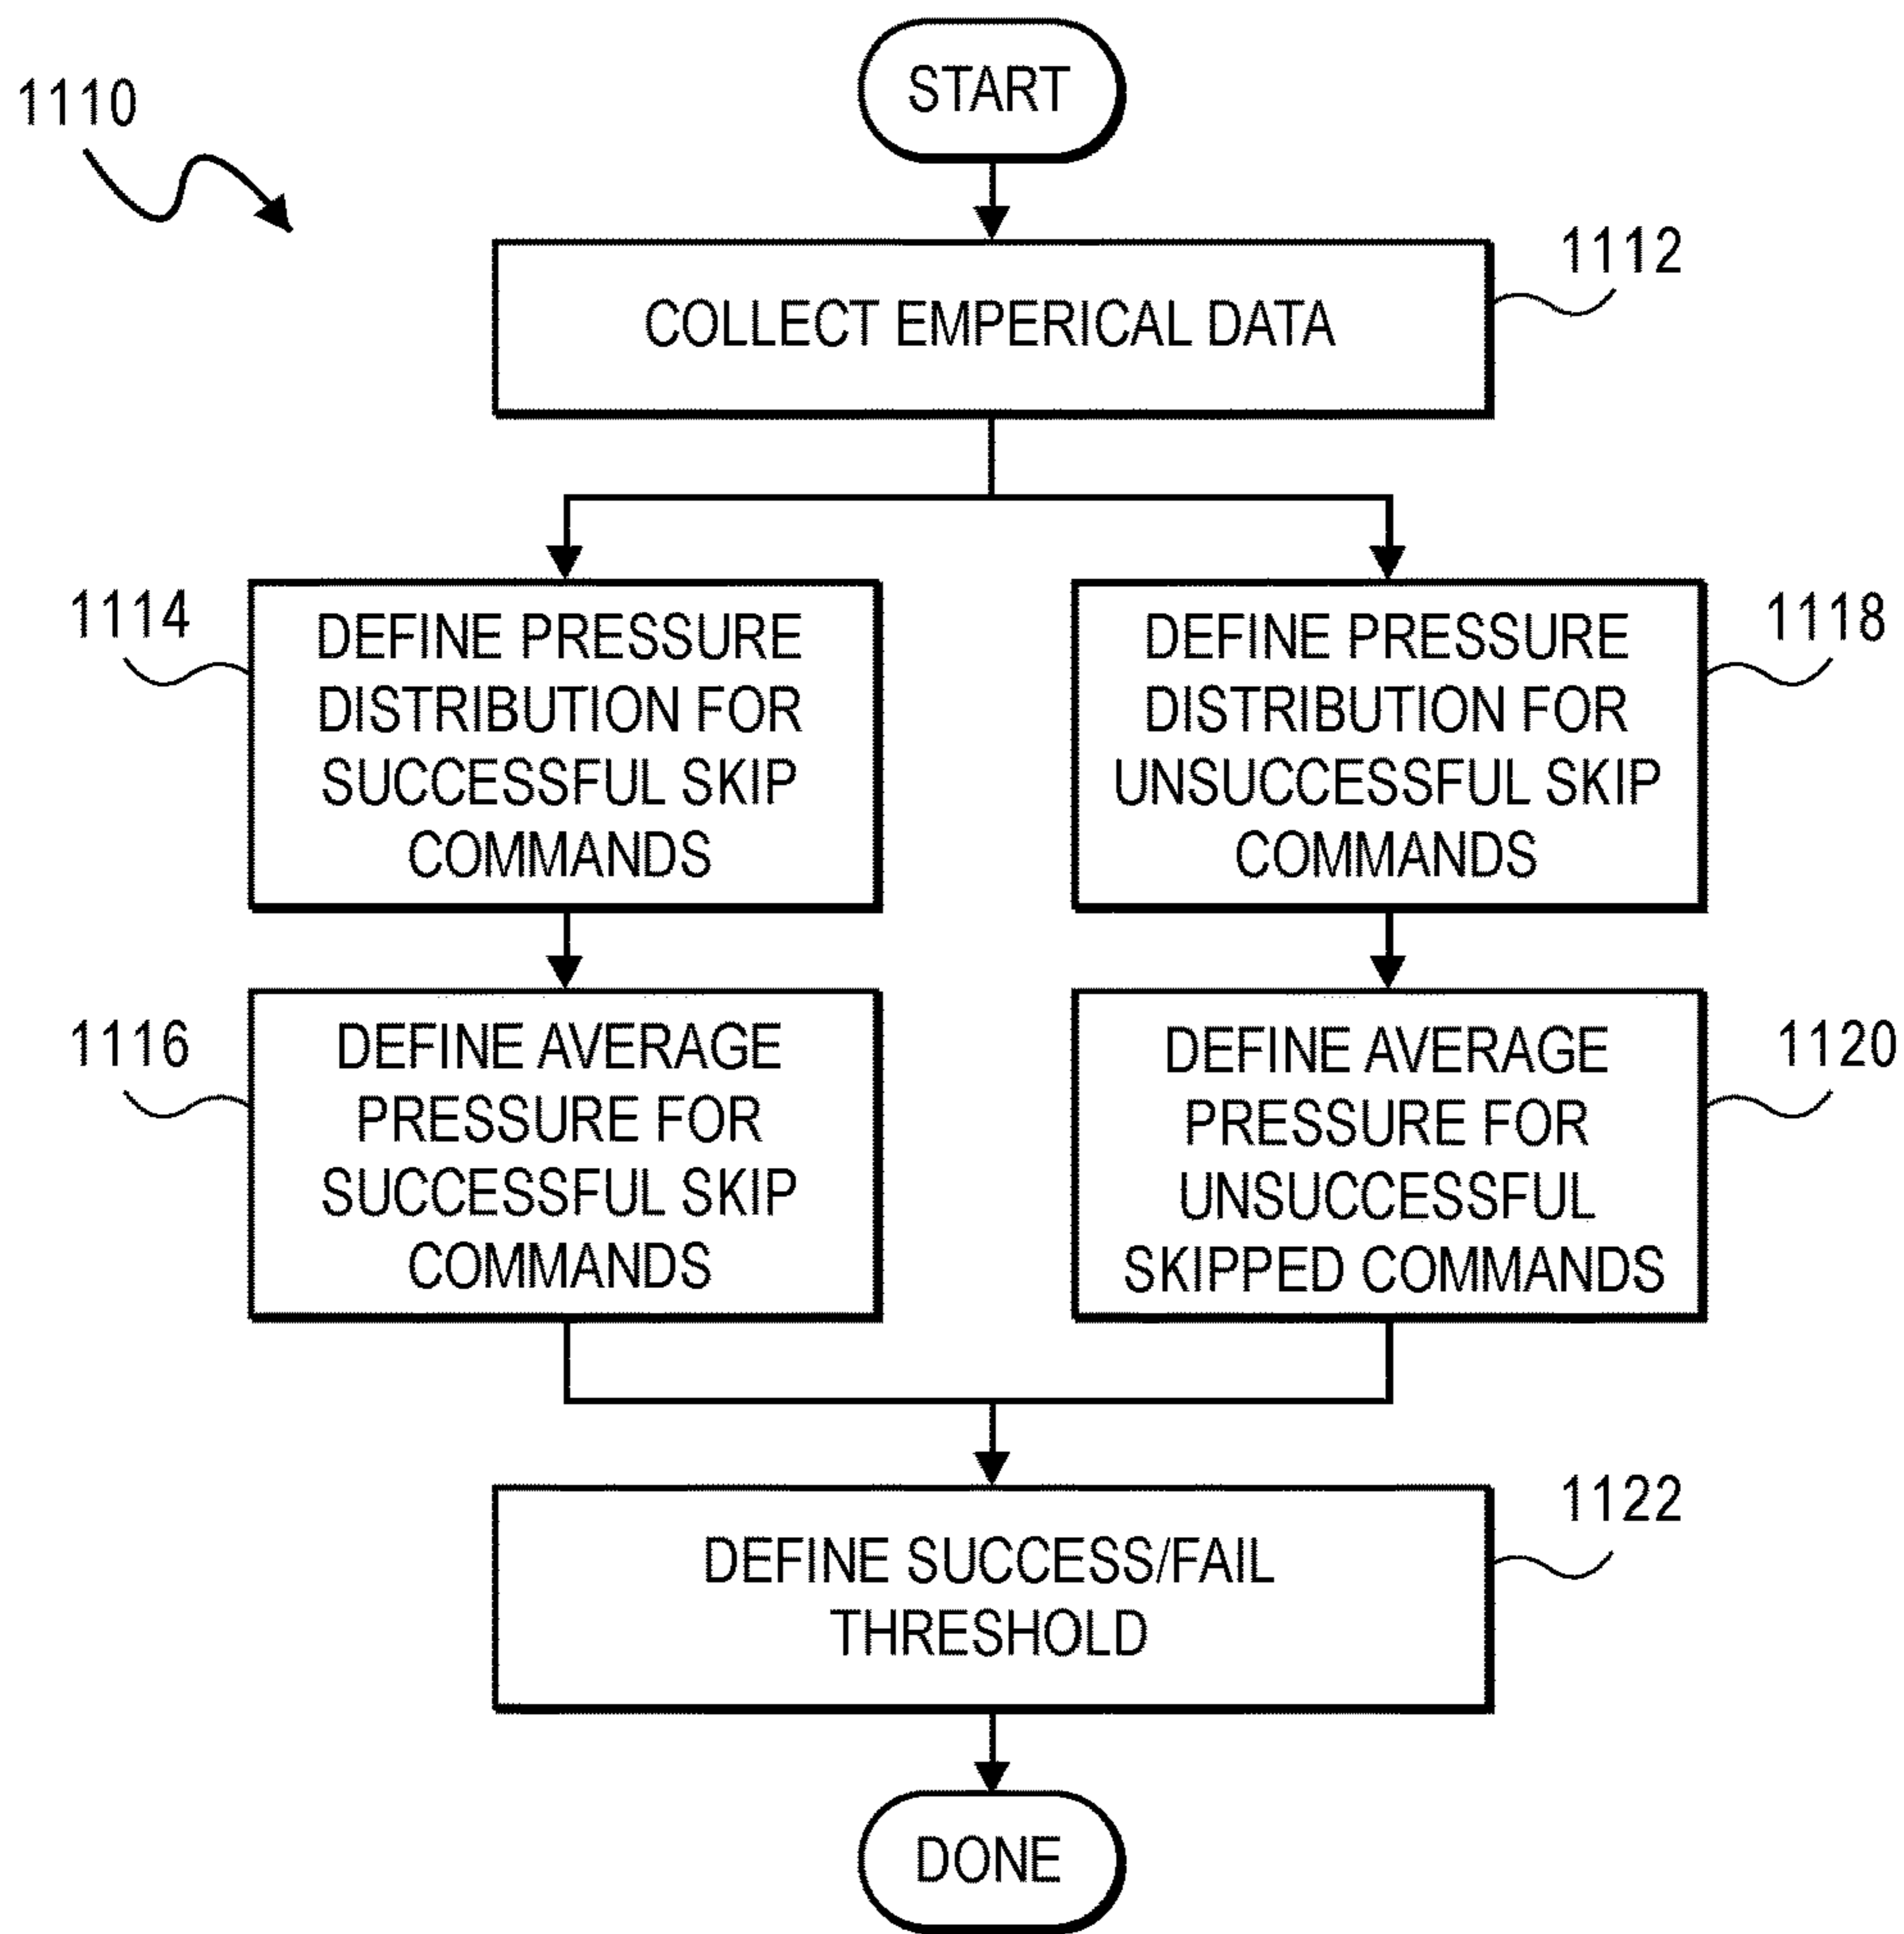 START
1110
1112
COLLECT EMPERICAL DATA
1114
DEFINE PRESSURE
DISTRIBUTION FOR
SUCCESSFUL SKIP
COMMANDS
1118
DEFINE PRESSURE
DISTRIBUTION FOR
UNSUCCESSFUL SKIP
COMMANDS
1116
DEFINE AVERAGE
PRESSURE FOR
SUCCESSFUL SKIP
COMMANDS
1120
DEFINE AVERAGE
PRESSURE FOR
UNSUCCESSFUL
SKIPPED COMMANDS
1122
DEFINE SUCCESS/FAIL
THRESHOLD
DONE